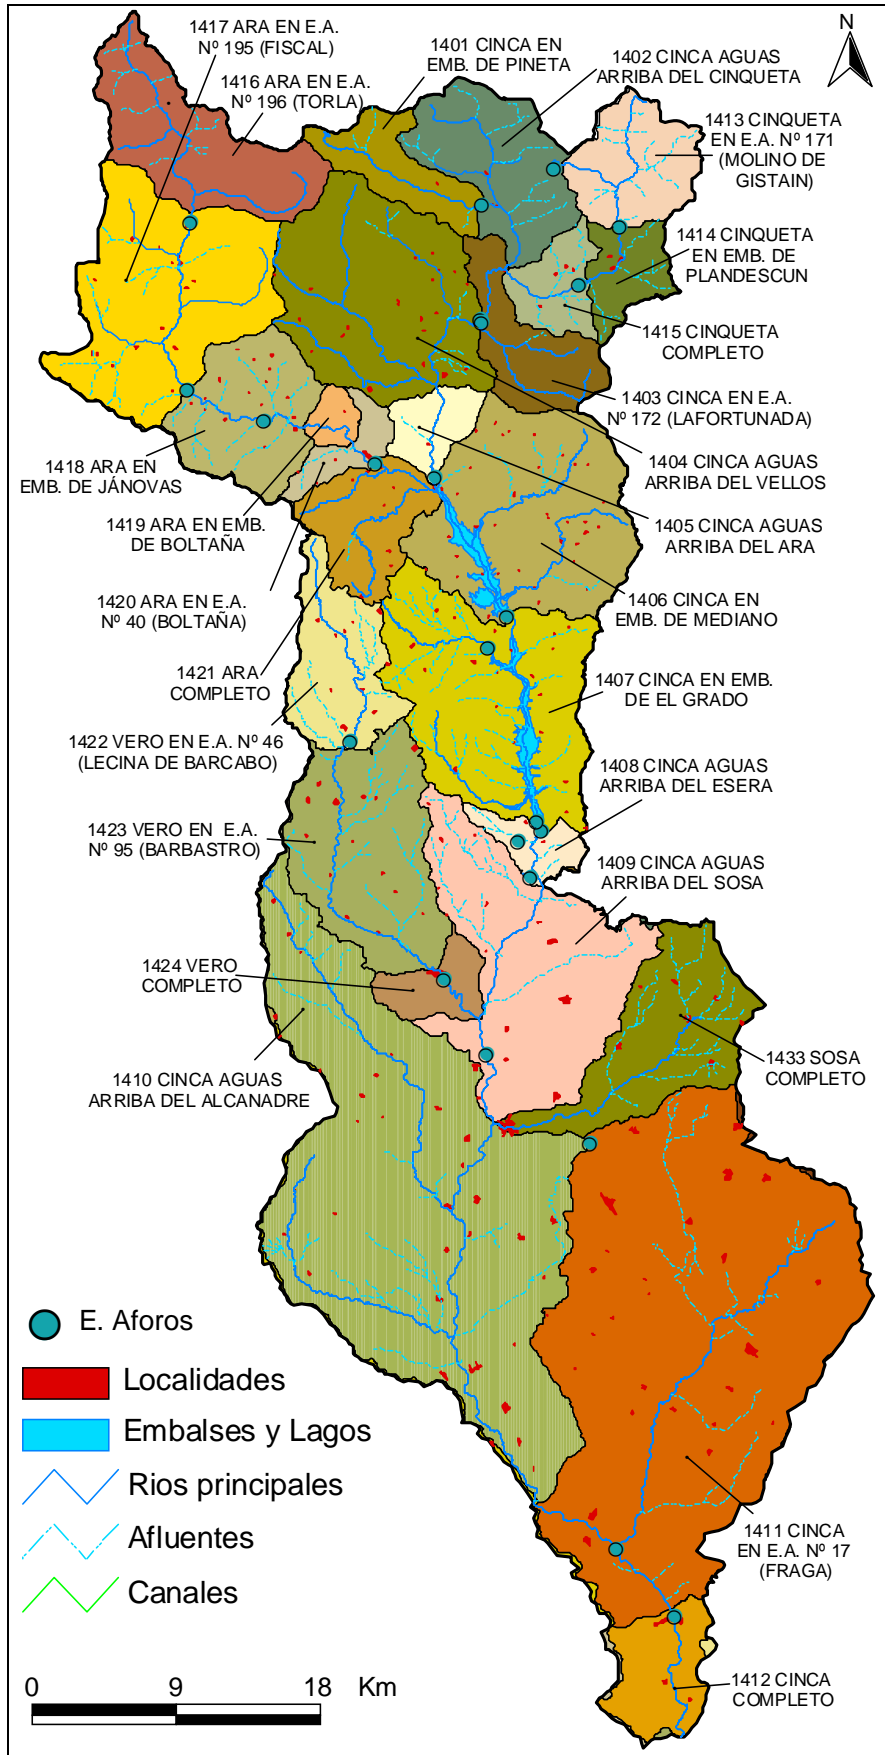 1417 ARA EN E.A.
Nº 195 (FISCAL)
1416 ARA EN E.A.
Nº 196 (TORLA)
1401 CINCA EN
EMB. DE PINETA
1402 CINCA AGUAS
ARRIBA DEL CINQUETA
N
1413 CINQUETA
EN E.A. Nº 171
(MOLINO DE
GISTAIN)
1414 CINQUETA
EN EMB. DE
PLANDESCUN
1415 CINQUETA
COMPLETO
1403 CINCA EN E.A.
Nº 172 (LAFORTUNADA)
1404 CINCA AGUAS
ARRIBA DEL VELLOS
1405 CINCA AGUAS
ARRIBA DEL ARA
1406 CINCA EN
EMB. DE MEDIANO
1418 ARA EN
EMB. DE JÁNOVAS
1419 ARA EN EMB.
DE BOLTAÑA
1420 ARA EN E.A.
Nº 40 (BOLTAÑA)
1421 ARA
COMPLETO
1422 VERO EN E.A. Nº 46
(LECINA DE BARCABO)
1407 CINCA EN EMB.
DE EL GRADO
1408 CINCA AGUAS
ARRIBA DEL ESERA
1423 VERO EN E.A.
Nº 95 (BARBASTRO)
1409 CINCA AGUAS
ARRIBA DEL SOSA
1424 VERO
COMPLETO
1410 CINCA AGUAS
ARRIBA DEL ALCANADRE
1433 SOSA
COMPLETO
E. Aforos
Localidades
Embalses y Lagos
Rios principales
Afluentes
Canales
1411 CINCA
EN E.A. Nº 17
(FRAGA)
1412 CINCA
COMPLETO
0 9 18 Km